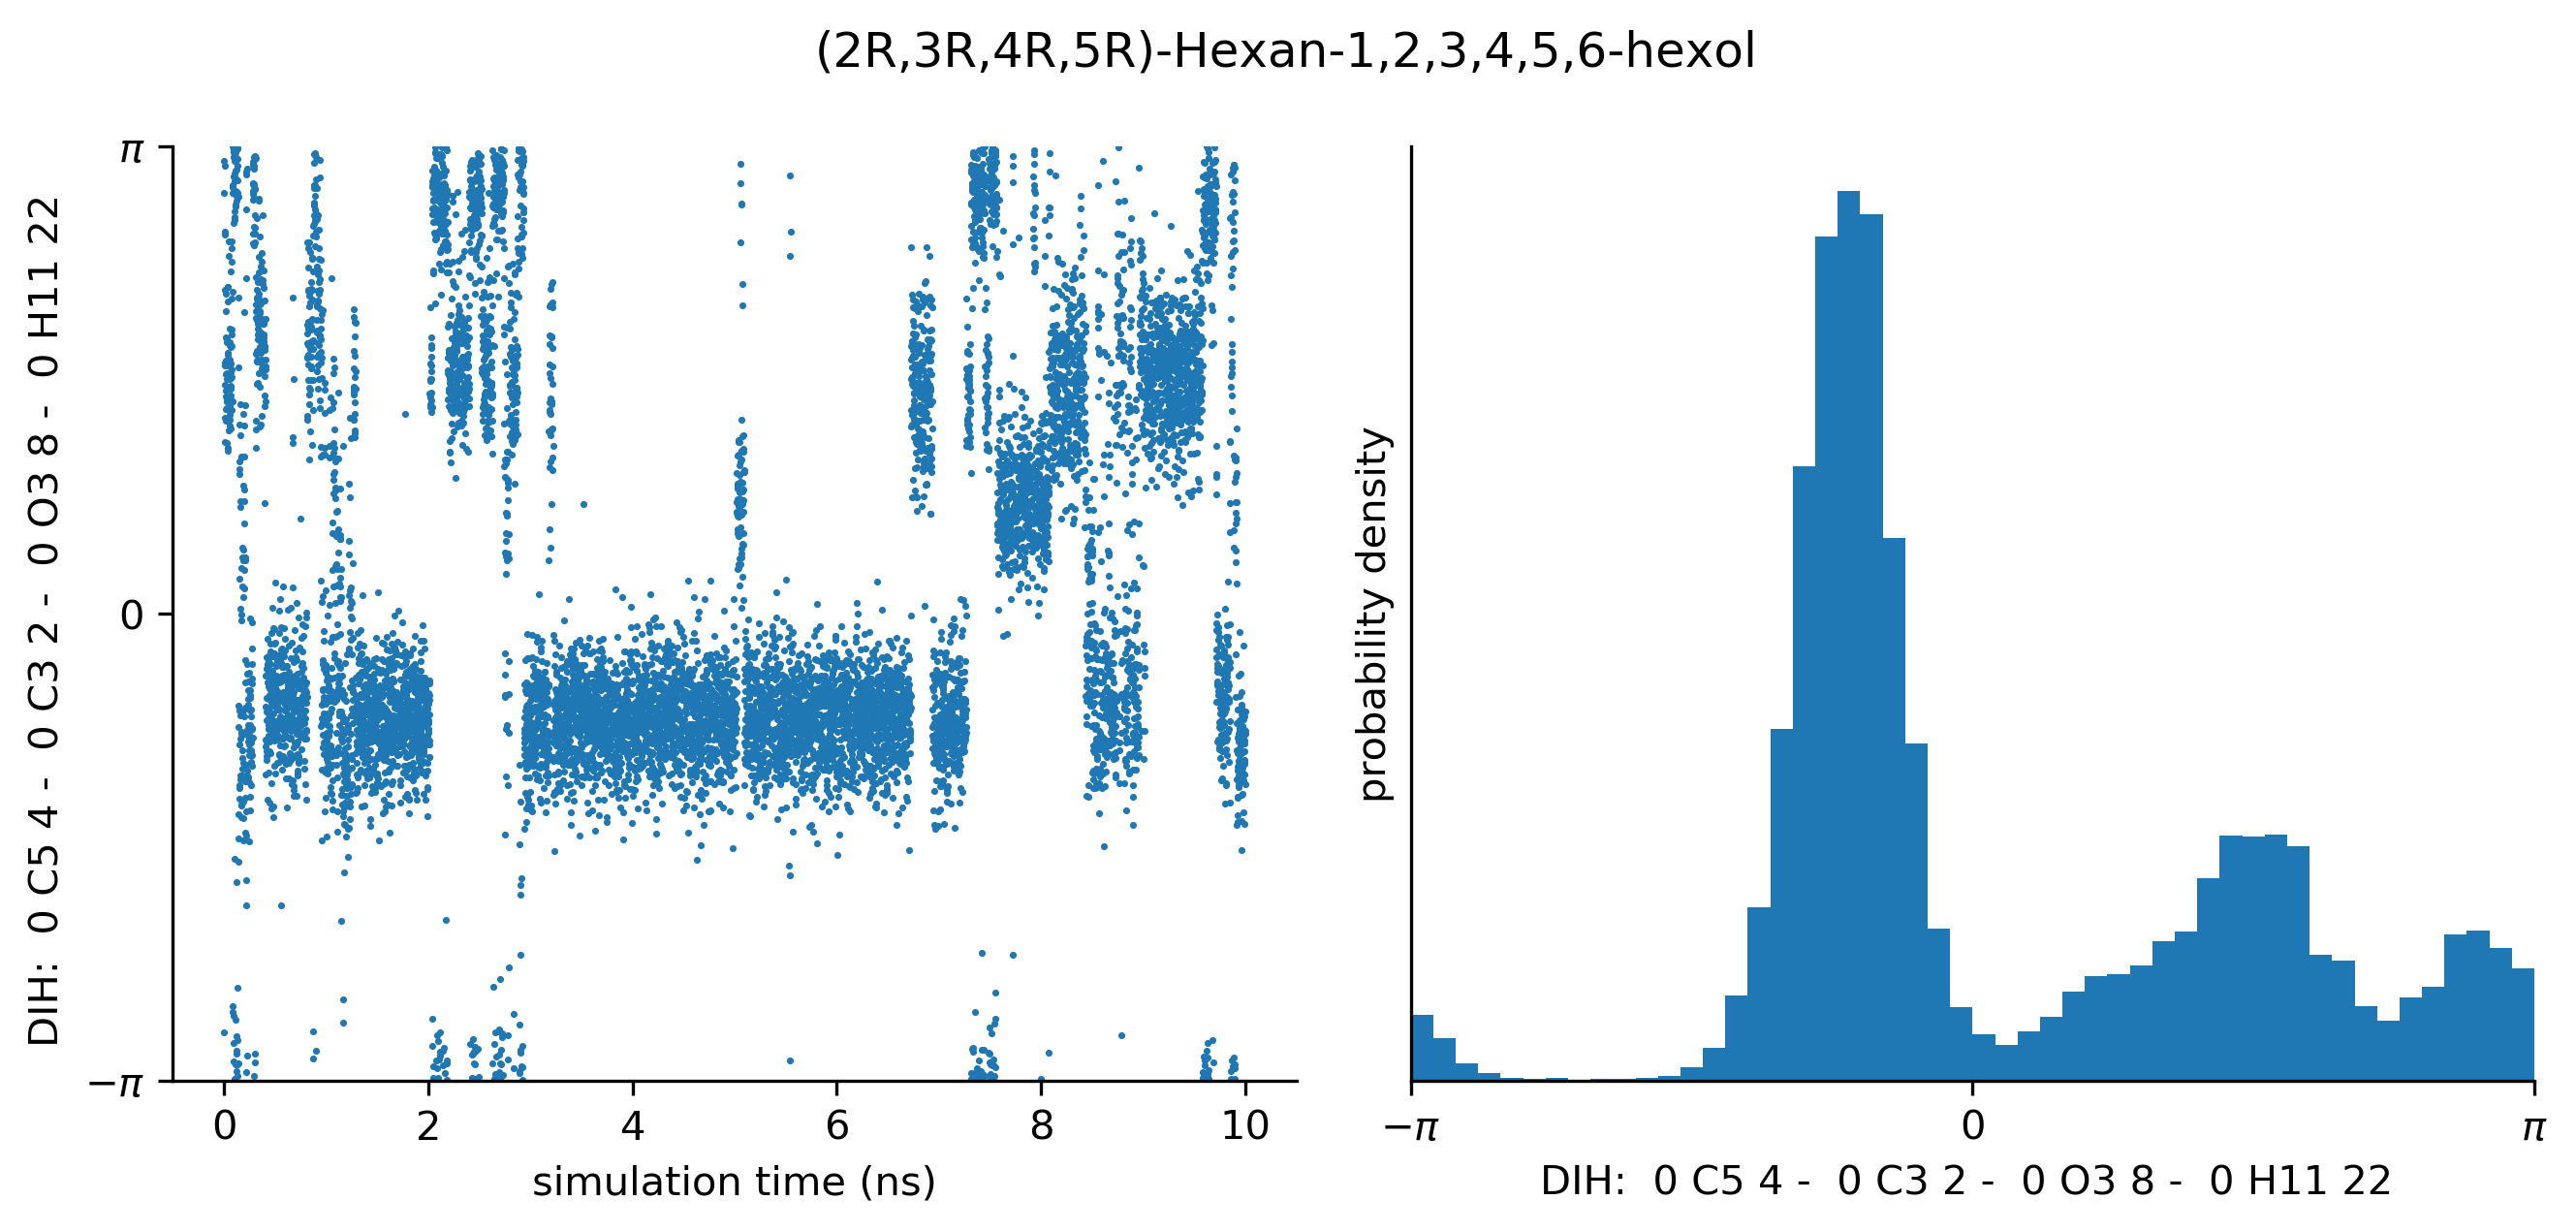 (2R,3R,4R,5R)-Hexan-1,2,3,4,5,6-hexol
DIH:  0 C5 4 -  0 C3 2 -  0 O3 8 -  0 H11 22
π
0
−π
0 2 4 6 8 10
simulation time (ns)
probability density
−π 0 π
DIH:  0 C5 4 -  0 C3 2 -  0 O3 8 -  0 H11 22